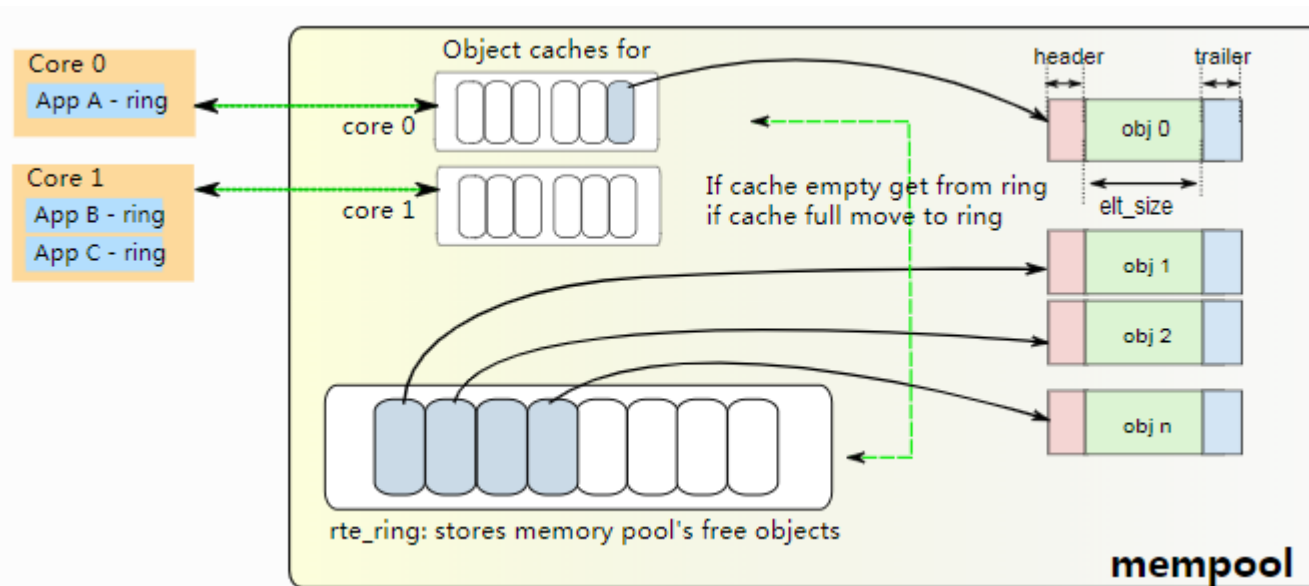 Core 0
App A - ring
Core 1
App B - ring
App C - ring
Object caches for
core 0
core 1
If cache empty get from ring
if cache full move to ring
header
trailer
obj 0
elt_size
obj 1
obj 2
obj n
rte_ring: stores memory pool's free objects
mempool